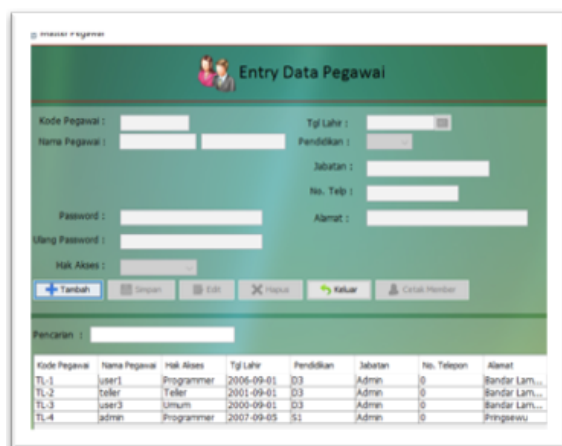 Master Pegawai
Entry Data Pegawai
Kode Pegawai :
Tgl Lahir :
Nama Pegawai :
Pendidikan :
Jabatan :
No. Telp :
Password :
Alamat :
Ulang Password :
Hak Akses :
Tambah Simpan Edit Hapus Keluar Cetak Member
Pencarian :
Kode Pegawai Nama Pegawai Hak Akses Tgl Lahir Pendidikan Jabatan No. Telepon Alamat
TL-1 user1 Programmer 2006-09-01 D3 Admin 0 Bandar Lam...
TL-2 teller Teller 2001-09-01 D3 Admin 0 Bandar Lam...
TL-3 user3 Umum 2000-09-01 D3 Admin 0 Bandar Lam...
TL-4 admin Programmer 2007-09-05 S1 Admin 0 Pringsewu